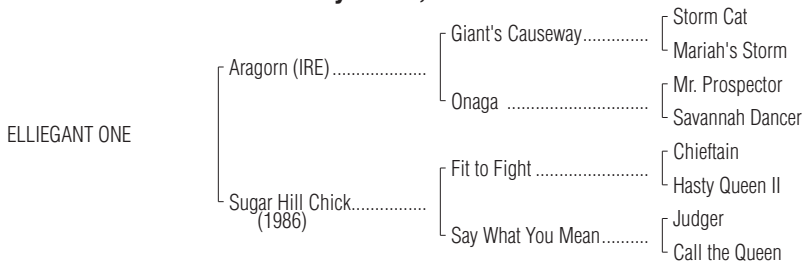 Storm Cat
Giant's Causeway..............
Mariah's Storm
Aragorn (IRE)....................
Mr. Prospector
Onaga ..............................
Savannah Dancer
ELLIEGANT ONE
Chieftain
Fit to Fight ........................
Hasty Queen II
Sugar Hill Chick................
(1986)
Judger
Say What You Mean..........
Call the Queen